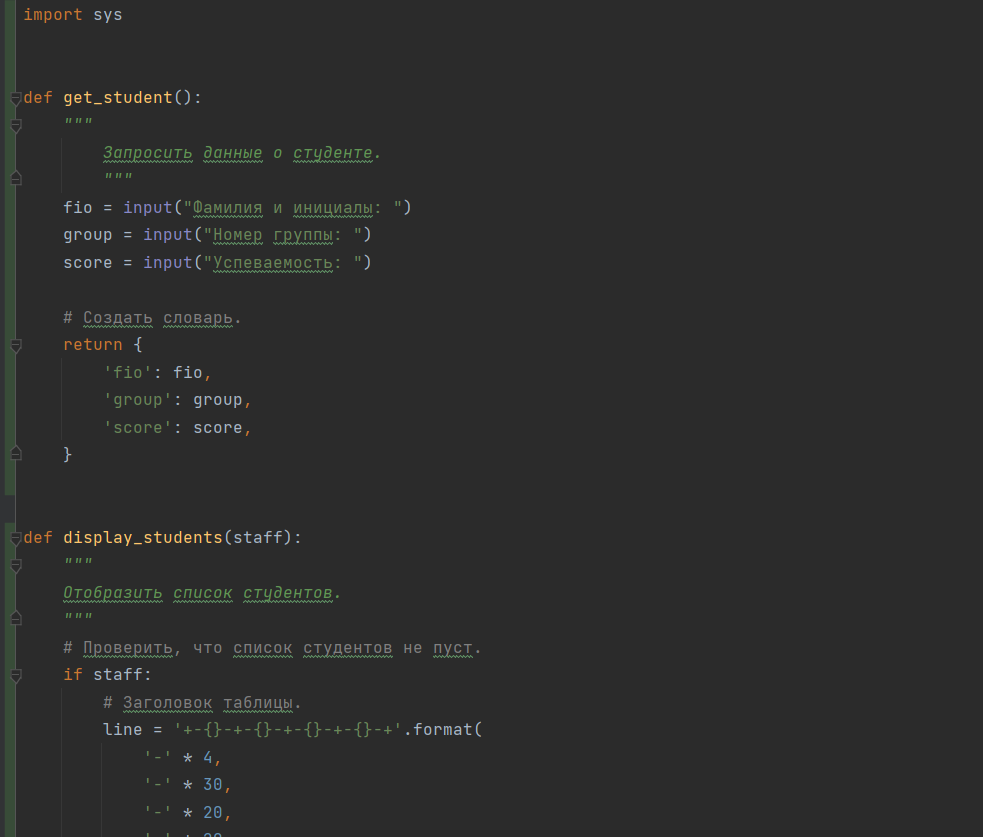 import sys
def get_student():
    """
        Запросить данные о студенте.
        """
    fio = input("Фамилия и инициалы: ")
    group = input("Номер группы: ")
    score = input("Успеваемость: ")
    # Создать словарь.
    return {
        'fio': fio,
        'group': group,
        'score': score,
    }
def display_students(staff):
    """
    Отобразить список студентов.
    """
    # Проверить, что список студентов не пуст.
    if staff:
        # Заголовок таблицы.
        line = '+-{}-+-{}-+-{}-+-{}-+'.format(
            '-' * 4,
            '-' * 30,
            '-' * 20,